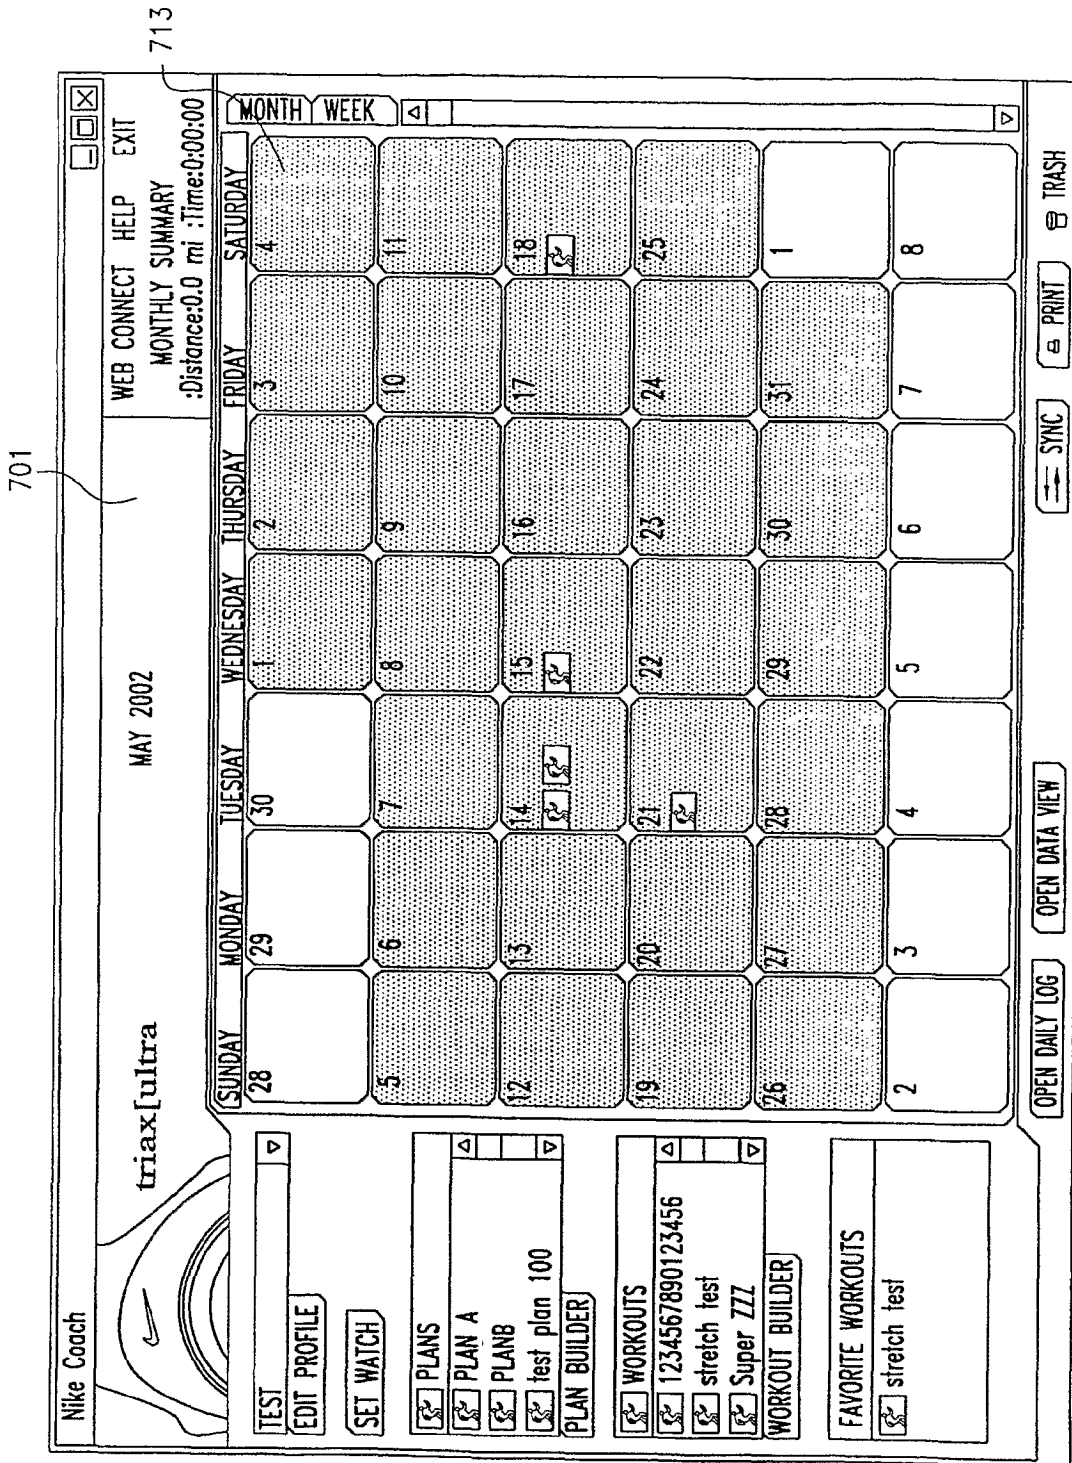 701
713
Nike Coach
triax[ultra
MAY 2002
WEB CONNECT HELP EXIT
MONTHLY SUMMARY
:Distance:0.0 mi :Time:0:00:00
TEST
EDIT PROFILE
SET WATCH
PLANS
PLAN A
PLANB
test plan 100
PLAN BUILDER
WORKOUTS
1234567890123456
stretch test
Super ZZZ
WORKOUT BUILDER
FAVORITE WORKOUTS
stretch test
SUNDAY MONDAY TUESDAY WEDNESDAY THURSDAY FRIDAY SATURDAY
28 29 30 1 2 3 4
5 6 7 8 9 10 11
12 13 14 15 16 17 18
19 20 21 22 23 24 25
26 27 28 29 30 31 1
2 3 4 5 6 7 8
MONTH
WEEK
OPEN DAILY LOG OPEN DATA VIEW SYNC PRINT TRASH